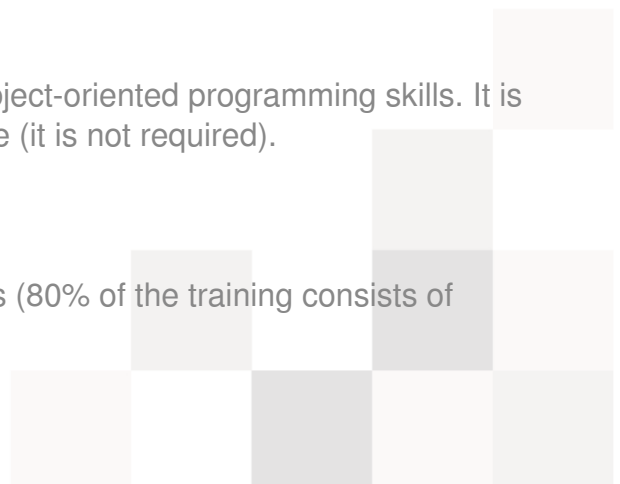 ject-oriented programming skills. It is
e (it is not required).
s (80% of the training consists of